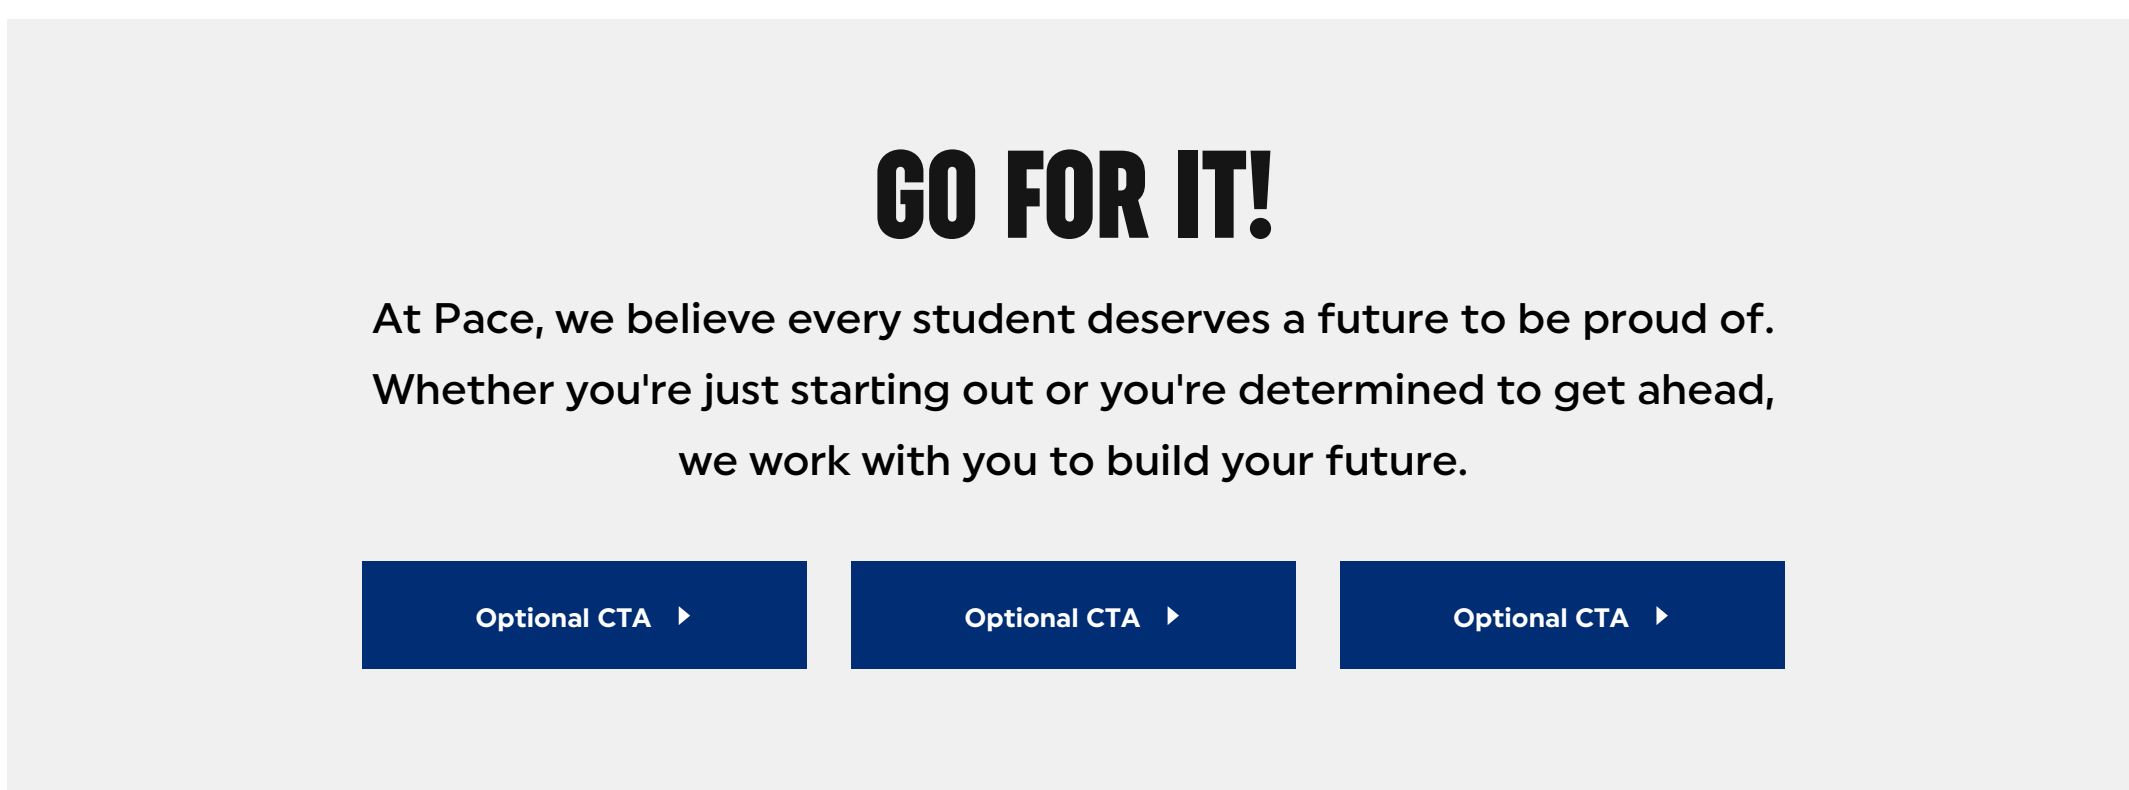 GO FOR IT!
At Pace, we believe every student deserves a future to be proud of.
Whether you're just starting out or you're determined to get ahead,
we work with you to build your future.
Optional CTA
Optional CTA
Optional CTA